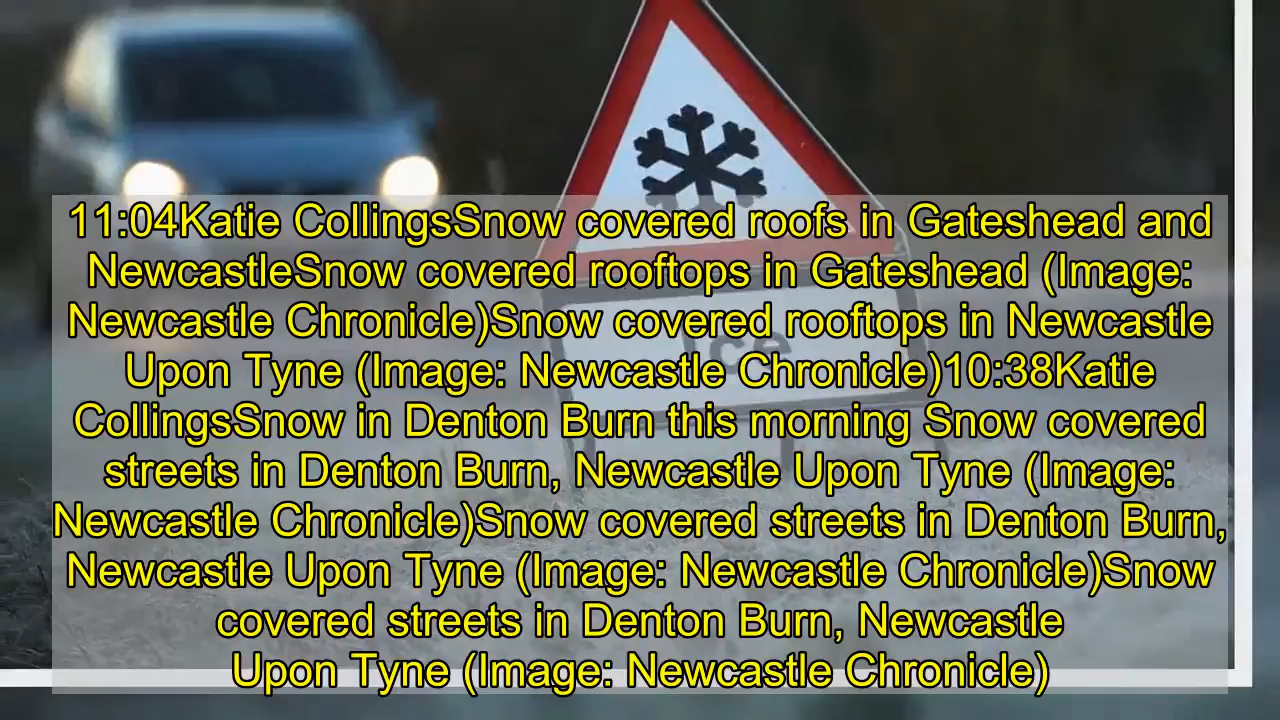 11:04Katie CollingsSnow covered roofs in Gateshead and
NewcastleSnow covered rooftops in Gateshead (Image:
Newcastle Chronicle)Snow covered rooftops in Newcastle
Upon Tyne (Image: Newcastle Chronicle)10:38Katie
CollingsSnow in Denton Burn this morning Snow covered
streets in Denton Burn, Newcastle Upon Tyne (Image:
Newcastle Chronicle)Snow covered streets in Denton Burn,
Newcastle Upon Tyne (Image: Newcastle Chronicle)Snow
covered streets in Denton Burn, Newcastle
Upon Tyne (Image: Newcastle Chronicle)
Ice